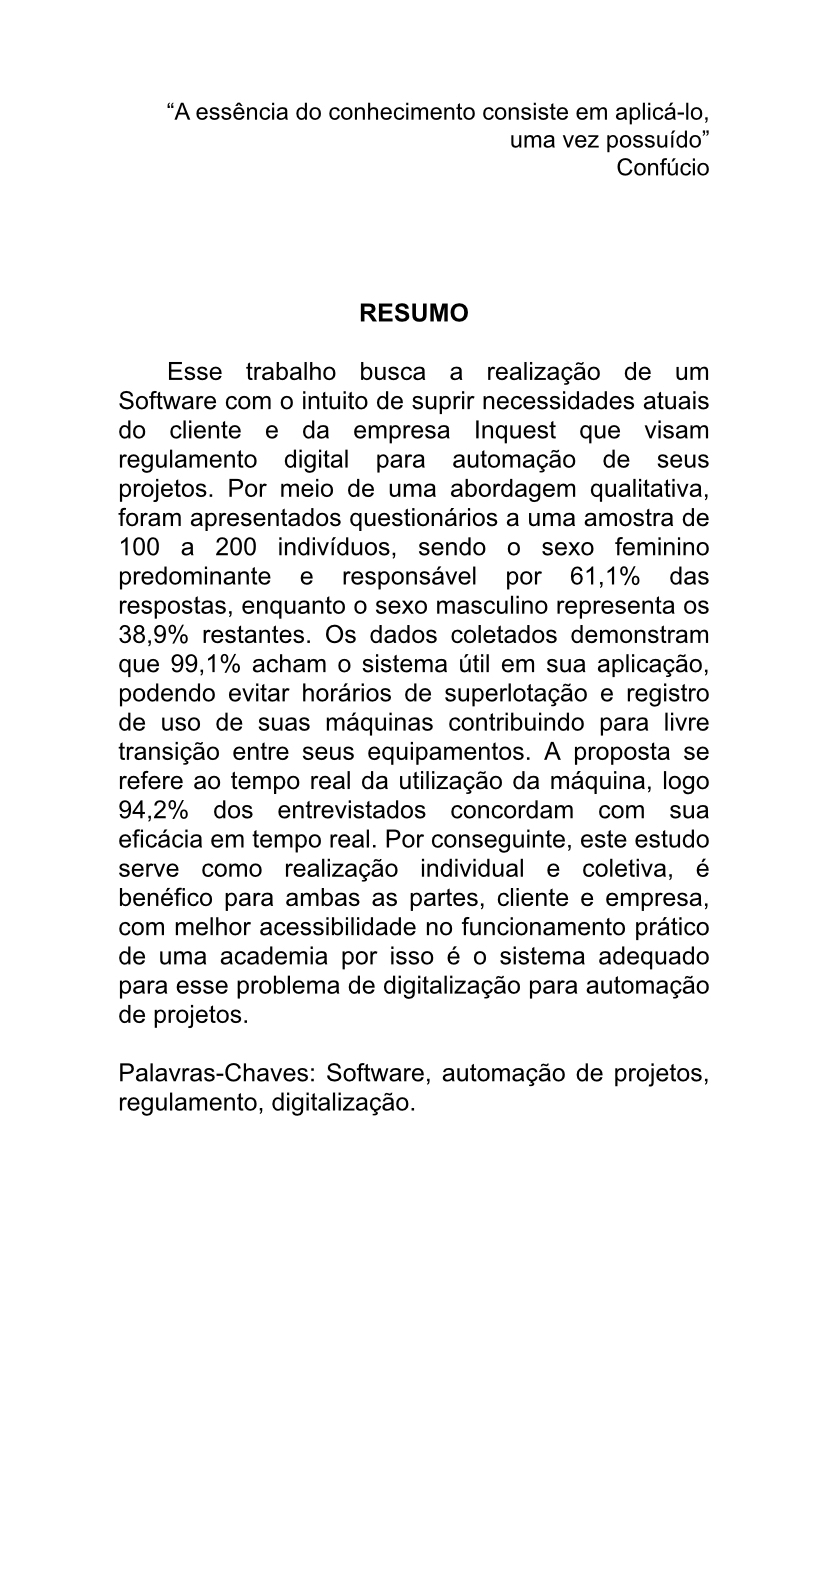 “A essência do conhecimento consiste em aplicá-lo,
uma vez possuído”
Confúcio
RESUMO
Esse trabalho busca a realização de um
Software com o intuito de suprir necessidades atuais
do cliente e da empresa Inquest que visam
regulamento digital para automação de seus
projetos. Por meio de uma abordagem qualitativa,
foram apresentados questionários a uma amostra de
100 a 200 indivíduos, sendo o sexo feminino
predominante e responsável por 61,1% das
respostas, enquanto o sexo masculino representa os
38,9% restantes. Os dados coletados demonstram
que 99,1% acham o sistema útil em sua aplicação,
podendo evitar horários de superlotação e registro
de uso de suas máquinas contribuindo para livre
transição entre seus equipamentos. A proposta se
refere ao tempo real da utilização da máquina, logo
94,2% dos entrevistados concordam com sua
eficácia em tempo real. Por conseguinte, este estudo
serve como realização individual e coletiva, é
benéfico para ambas as partes, cliente e empresa,
com melhor acessibilidade no funcionamento prático
de uma academia por isso é o sistema adequado
para esse problema de digitalização para automação
de projetos.
Palavras-Chaves: Software, automação de projetos,
regulamento, digitalização.